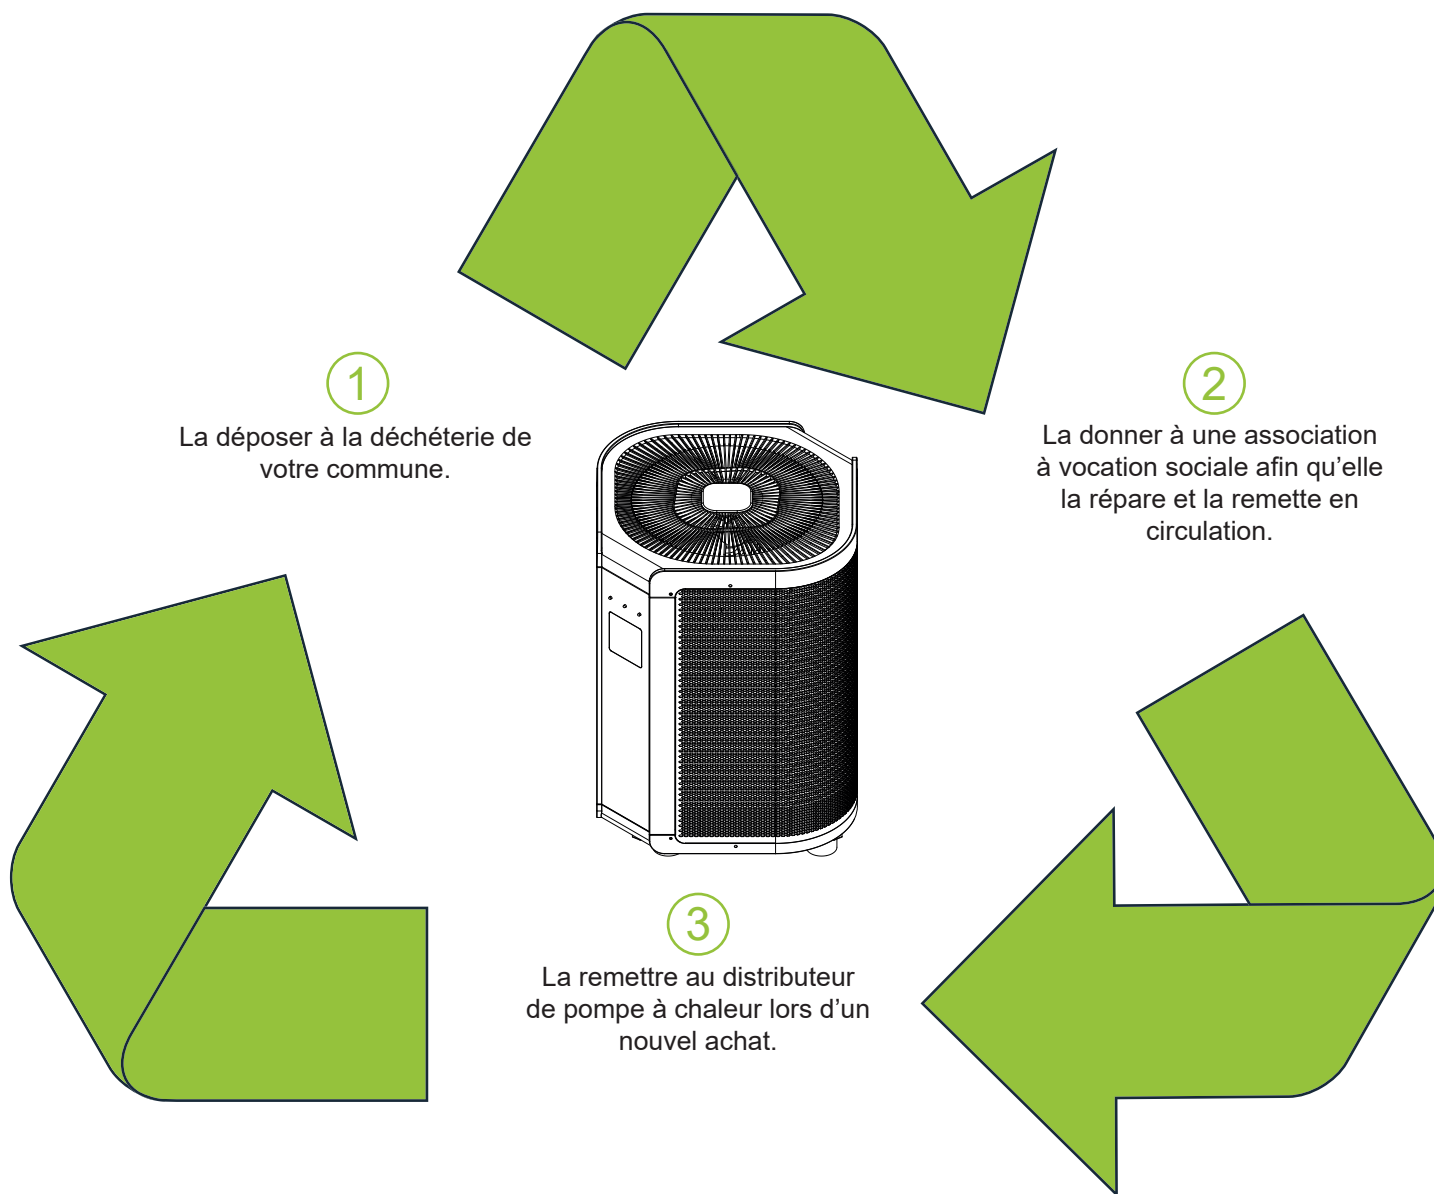 1
La déposer à la déchéterie de
votre commune.
2
La donner à une association
à vocation sociale afin qu’elle
la répare et la remette en
circulation.
3
La remettre au distributeur
de pompe à chaleur lors d’un
nouvel achat.